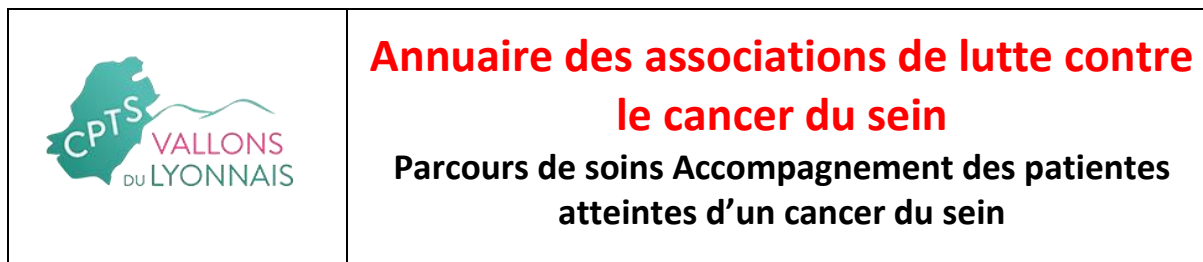 CPTS
VALLONS
DU LYONNAIS
Annuaire des associations de lutte contre
le cancer du sein
Parcours de soins Accompagnement des patientes
atteintes d’un cancer du sein